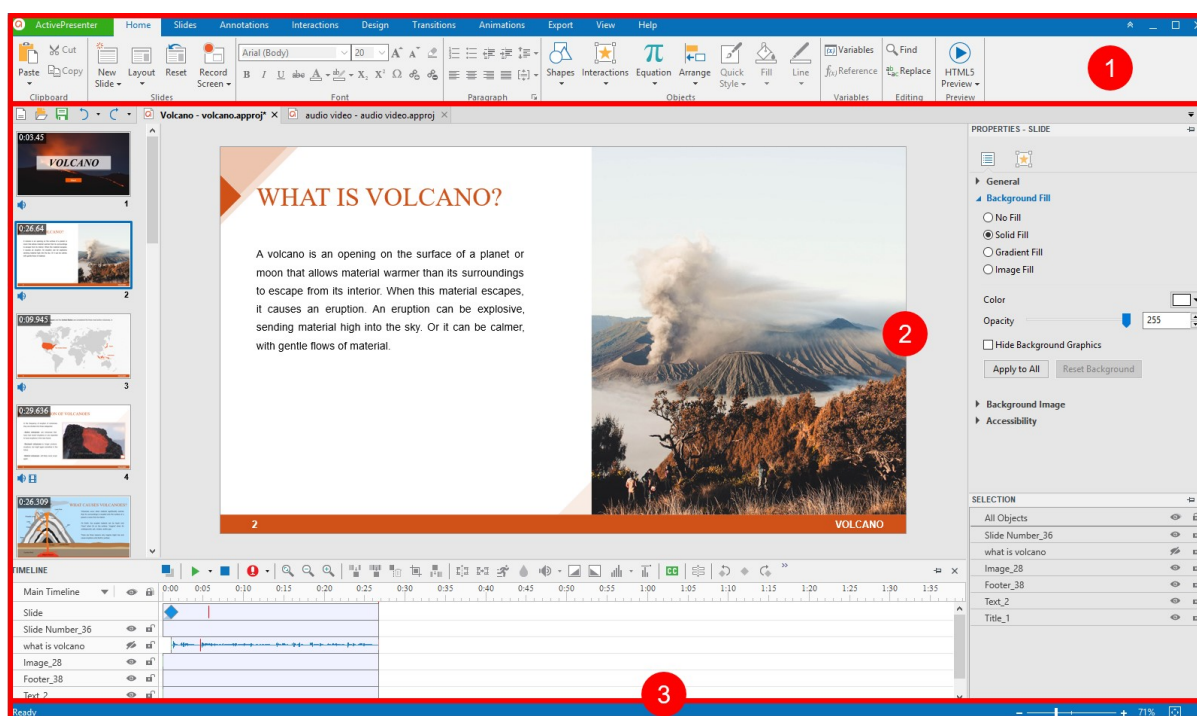 ActivePresenter Home Slides Annotations Interactions Design Transitions Animations Export View Help
Cut
Copy
Paste
New Slide
Layout
Reset
Record Screen
Arial (Body) 20
B I U abc A ab X₂ X² Ω
Shapes Interactions Equation Arrange Quick Style Fill Line
(x) Variables
f(x) Reference
Find
Replace
HTML5 Preview
1
Clipboard Slides Font Paragraph Objects Variables Editing Preview
Volcano - volcano.approj* × audio video - audio video.approj ×
0:03.45
VOLCANO
1
0:26.64
2
0:09.945
3
0:29.636
4
0:26.309
WHAT CAUSES VOLCANOES?
WHAT IS VOLCANO?
A volcano is an opening on the surface of a planet or
moon that allows material warmer than its surroundings
to escape from its interior. When this material escapes,
it causes an eruption. An eruption can be explosive,
sending material high into the sky. Or it can be calmer,
with gentle flows of material.
2
2 VOLCANO
PROPERTIES - SLIDE
General
Background Fill
No Fill
Solid Fill
Gradient Fill
Image Fill
Color
Opacity 255
Hide Background Graphics
Apply to All Reset Background
Background Image
Accessibility
SELECTION
All Objects
Slide Number_36
what is volcano
Image_28
Footer_38
Text_2
Title_1
TIMELINE
CC
Main Timeline 0:00 0:05 0:10 0:15 0:20 0:25 0:30 0:35 0:40 0:45 0:50 0:55 1:00 1:05 1:10 1:15 1:20 1:25 1:30 1:35
Slide
Slide Number_36
what is volcano
Image_28
Footer_38
Text_2
3
Ready 71%